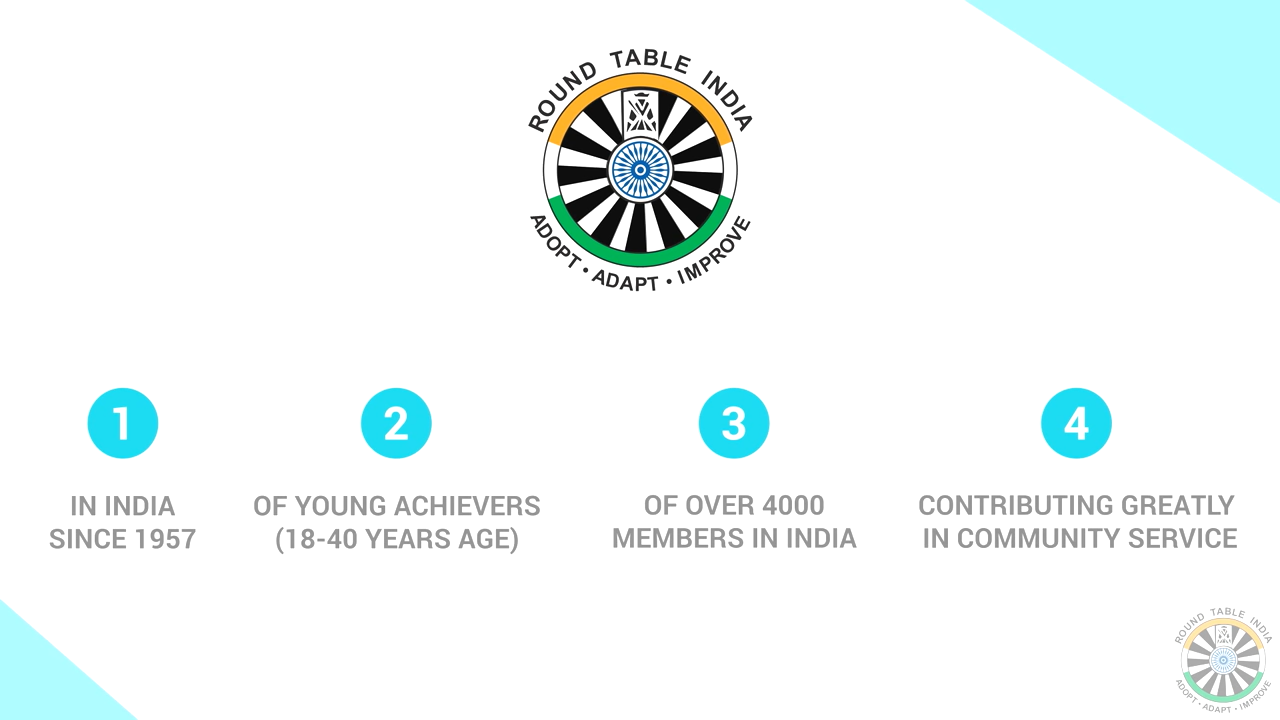 ROUND TABLE INDIA
ADOPT • ADAPT • IMPROVE
1
IN INDIA
SINCE 1957
2
OF YOUNG ACHIEVERS
(18-40 YEARS AGE)
3
OF OVER 4000
MEMBERS IN INDIA
4
CONTRIBUTING GREATLY
IN COMMUNITY SERVICE
ROUND TABLE INDIA
ADOPT • ADAPT • IMPROVE